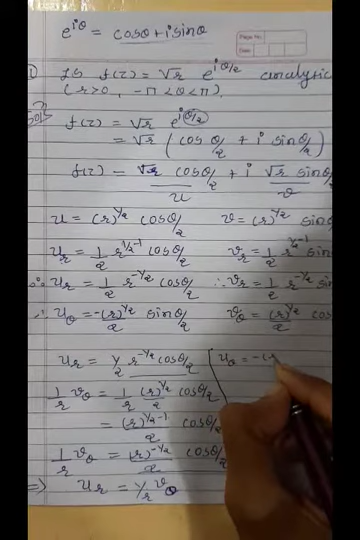 e^{iθ} = cosθ + i sinθ
Page No.
Date
① Is f(z) = √r e^{iθ/2} analytic
(r>0, -π<θ<π).
Sol
f(z) = √r e^{iθ/2}
= √r ( cos θ/2 + i sin θ/2 )
f(z) = √r cos θ/2 + i √r sin θ/2
u v
u = (r)^{1/2} cos θ/2 v = (r)^{1/2} sin
u_r = 1/2 r^{1/2 -1} cos θ/2 v_r = 1/2 r^{1/2 -1} sin
∴ u_r = 1/2 r^{-1/2} cos θ/2 ∴ v_r = 1/2 r^{-1/2} sin
∴ u_θ = -(r)^{1/2}/2 sin θ/2 v_θ = (r)^{1/2}/2 cos
u_r = 1/2 r^{-1/2} cos θ/2 u_θ = -(r
1/r v_θ = 1/r (r)^{1/2}/2 cos θ/2
= (r)^{1/2 -1}/2 cos θ/2
1/r v_θ = (r)^{-1/2}/2 cos θ/2
⇒ u_r = 1/r v_θ